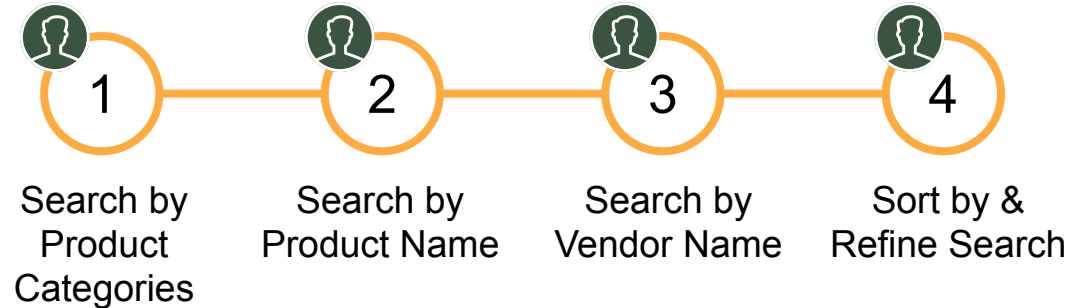 1
2
3
4
Search by
Product
Categories
Search by
Product Name
Search by
Vendor Name
Sort by &
Refine Search